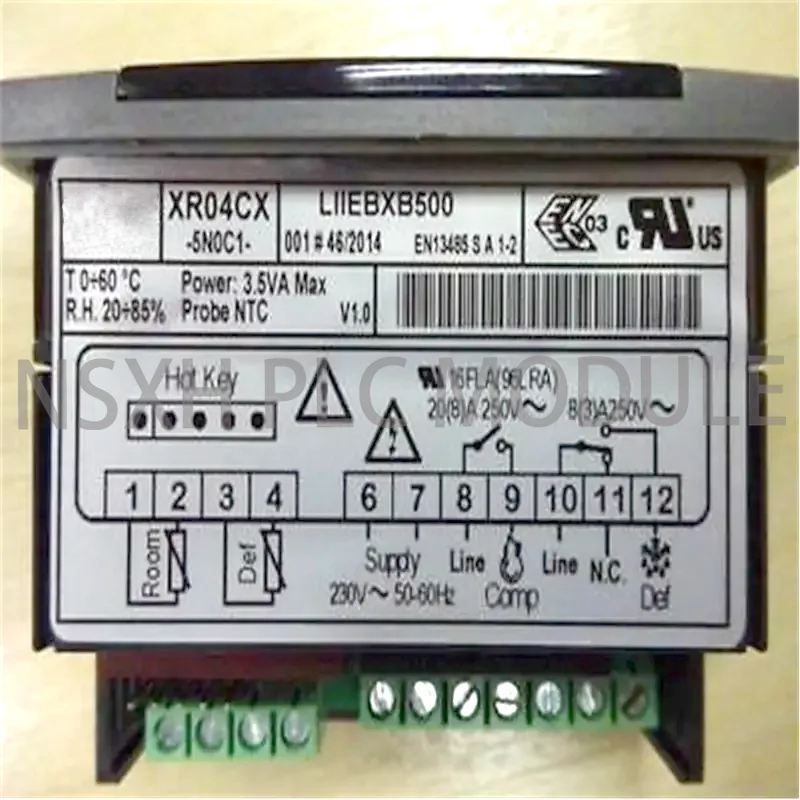 XR04CX
-5N0C1-
LIIEBXB500
001 # 46/2014 EN13485 S A 1-2
ENEC 03
C RU US
T 0÷60 °C Power: 3.5VA Max
R.H. 20÷85% Probe NTC V1.0
NSXH PLC MODULE
Hot Key
RU 16FLA(96LRA)
20(8)A 250V~ 8(3)A250V~
1 2 3 4 6 7 8 9 10 11 12
Room Def
Supply Line Comp Line N.C. Def
230V~ 50-60Hz